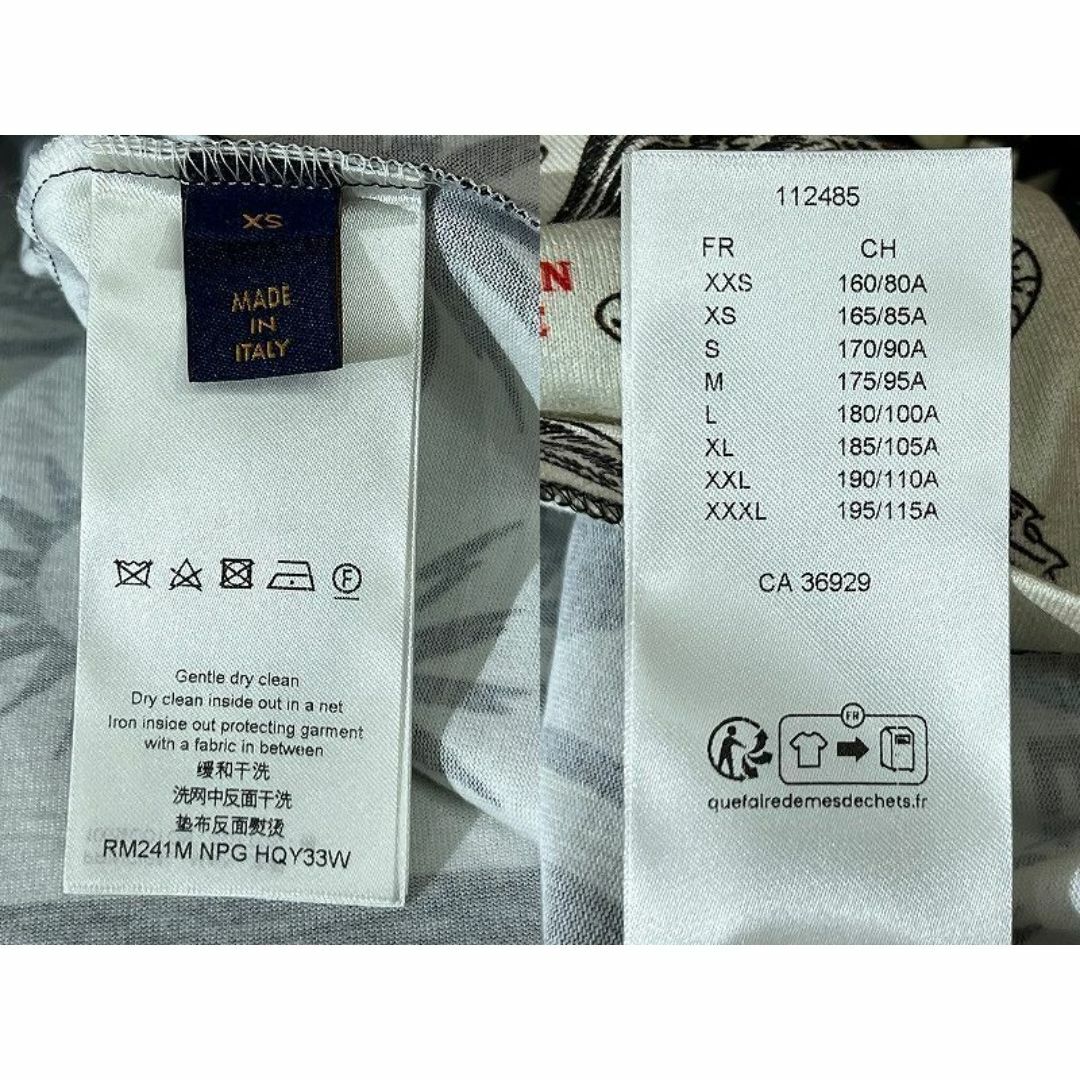 XS
MADE
IN
ITALY
F
Gentle dry clean
Dry clean inside out in a net
Iron inside out protecting garment
with a fabric in between
缓和干洗
洗网中反面干洗
垫布反面熨烫
RM241M NPG HQY33W
112485
FR CH
XXS 160/80A
XS 165/85A
S 170/90A
M 175/95A
L 180/100A
XL 185/105A
XXL 190/110A
XXXL 195/115A
CA 36929
FR
quefairedemesdechets.fr